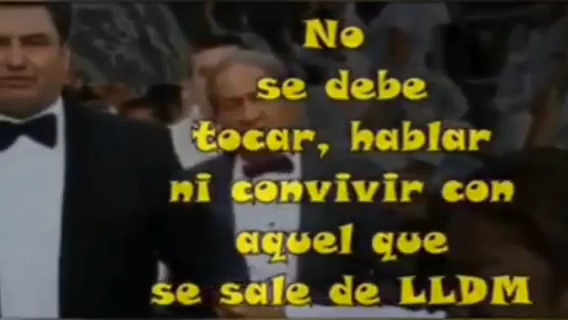 No
se debe
tocar, hablar
ni convivir con
aquel que
se sale de LLDM